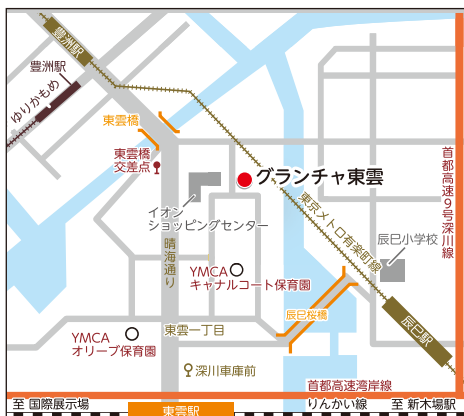 豊洲駅
豊洲駅
ゆりかもめ
東雲橋
東雲橋
交差点
グランチャ東雲
イオン
ショッピングセンター
東京メトロ有楽町線
首都高速9号深川線
辰巳小学校
晴海通り
YMCA
キャナルコート保育園
辰巳桜橋
辰巳駅
東雲一丁目
YMCA
オリーブ保育園
深川車庫前
首都高速湾岸線
至 国際展示場
東雲駅
りんかい線
至 新木場駅